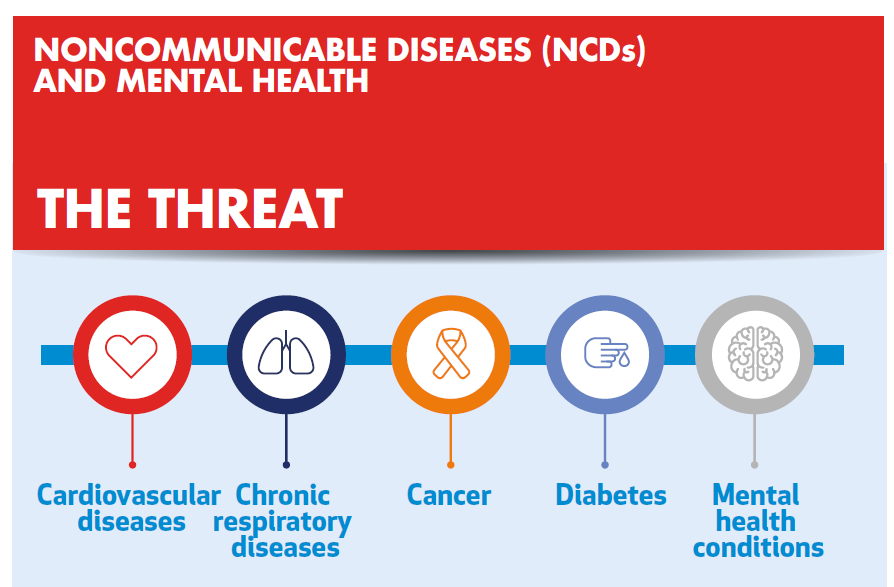 NONCOMMUNICABLE DISEASES (NCDs)
AND MENTAL HEALTH
THE THREAT
Cardiovascular
diseases
Chronic
respiratory
diseases
Cancer
Diabetes
Mental
health
conditions